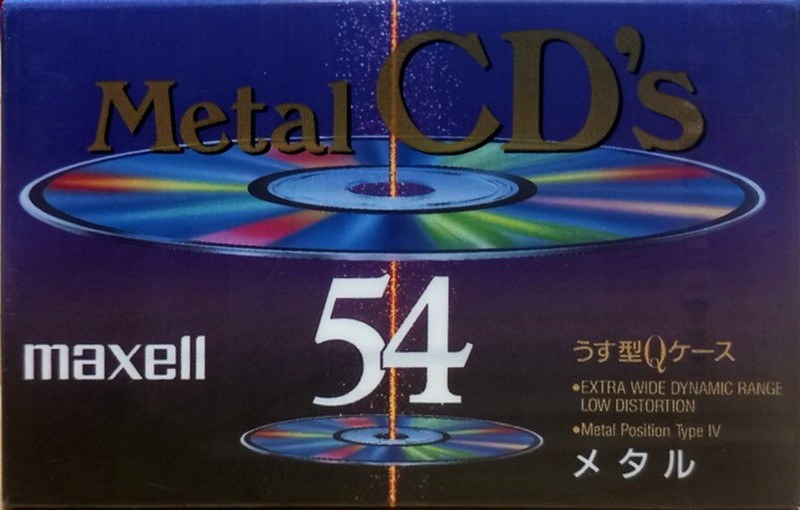 Metal CD's
54
maxell
うす型Qケース
•EXTRA WIDE DYNAMIC RANGE
LOW DISTORTION
•Metal Position Type IV
メタル